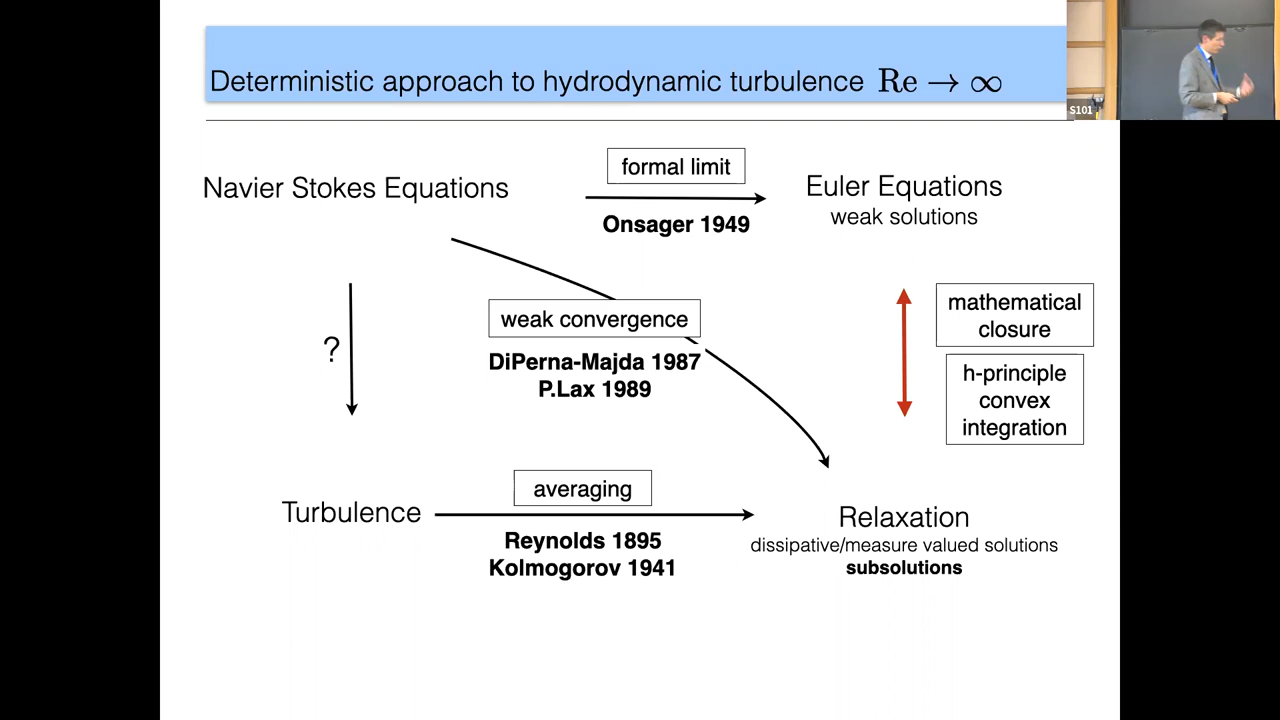 Deterministic approach to hydrodynamic turbulence Re → ∞
S101
formal limit
Navier Stokes Equations
Euler Equations
weak solutions
Onsager 1949
mathematical
closure
weak convergence
?
DiPerna-Majda 1987
P.Lax 1989
h-principle
convex
integration
averaging
Turbulence
Relaxation
Reynolds 1895
Kolmogorov 1941
dissipative/measure valued solutions
subsolutions